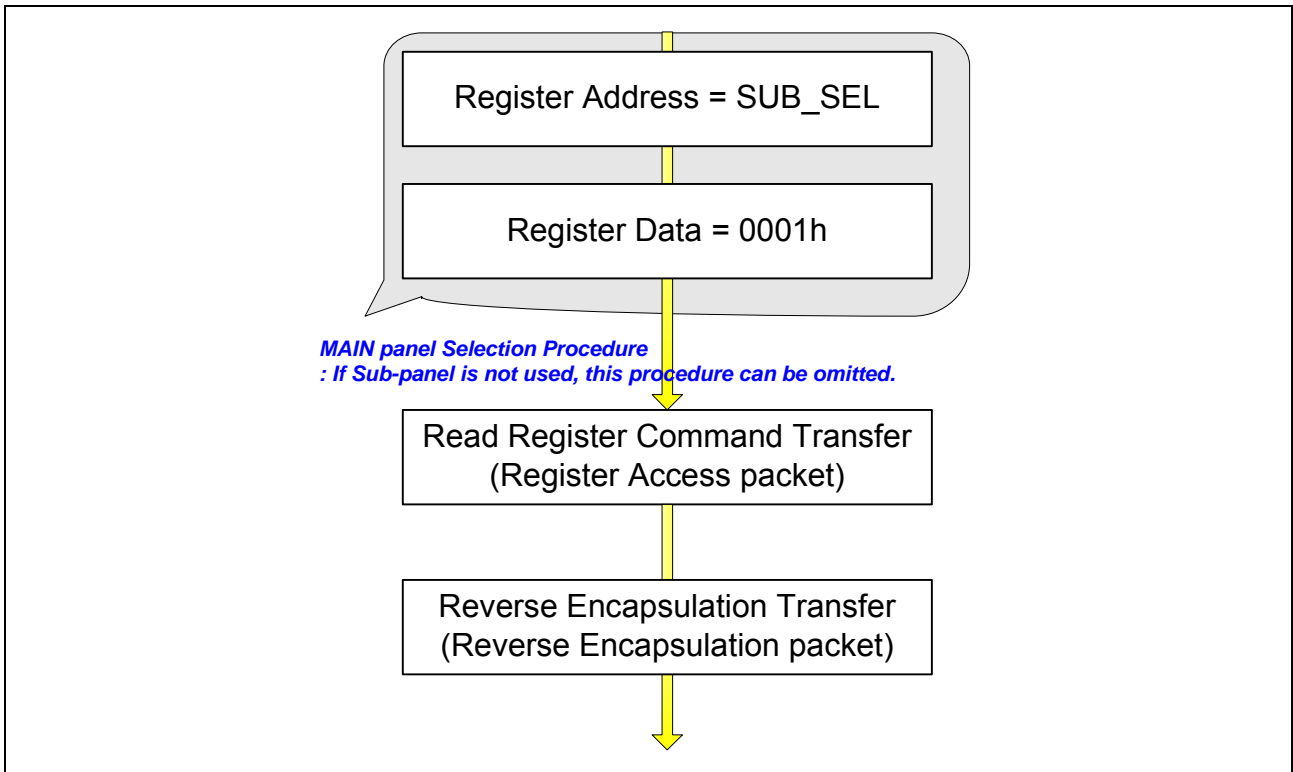 Register Address = SUB_SEL
Register Data = 0001h
MAIN panel Selection Procedure
: If Sub-panel is not used, this procedure can be omitted.
Read Register Command Transfer
(Register Access packet)
Reverse Encapsulation Transfer
(Reverse Encapsulation packet)